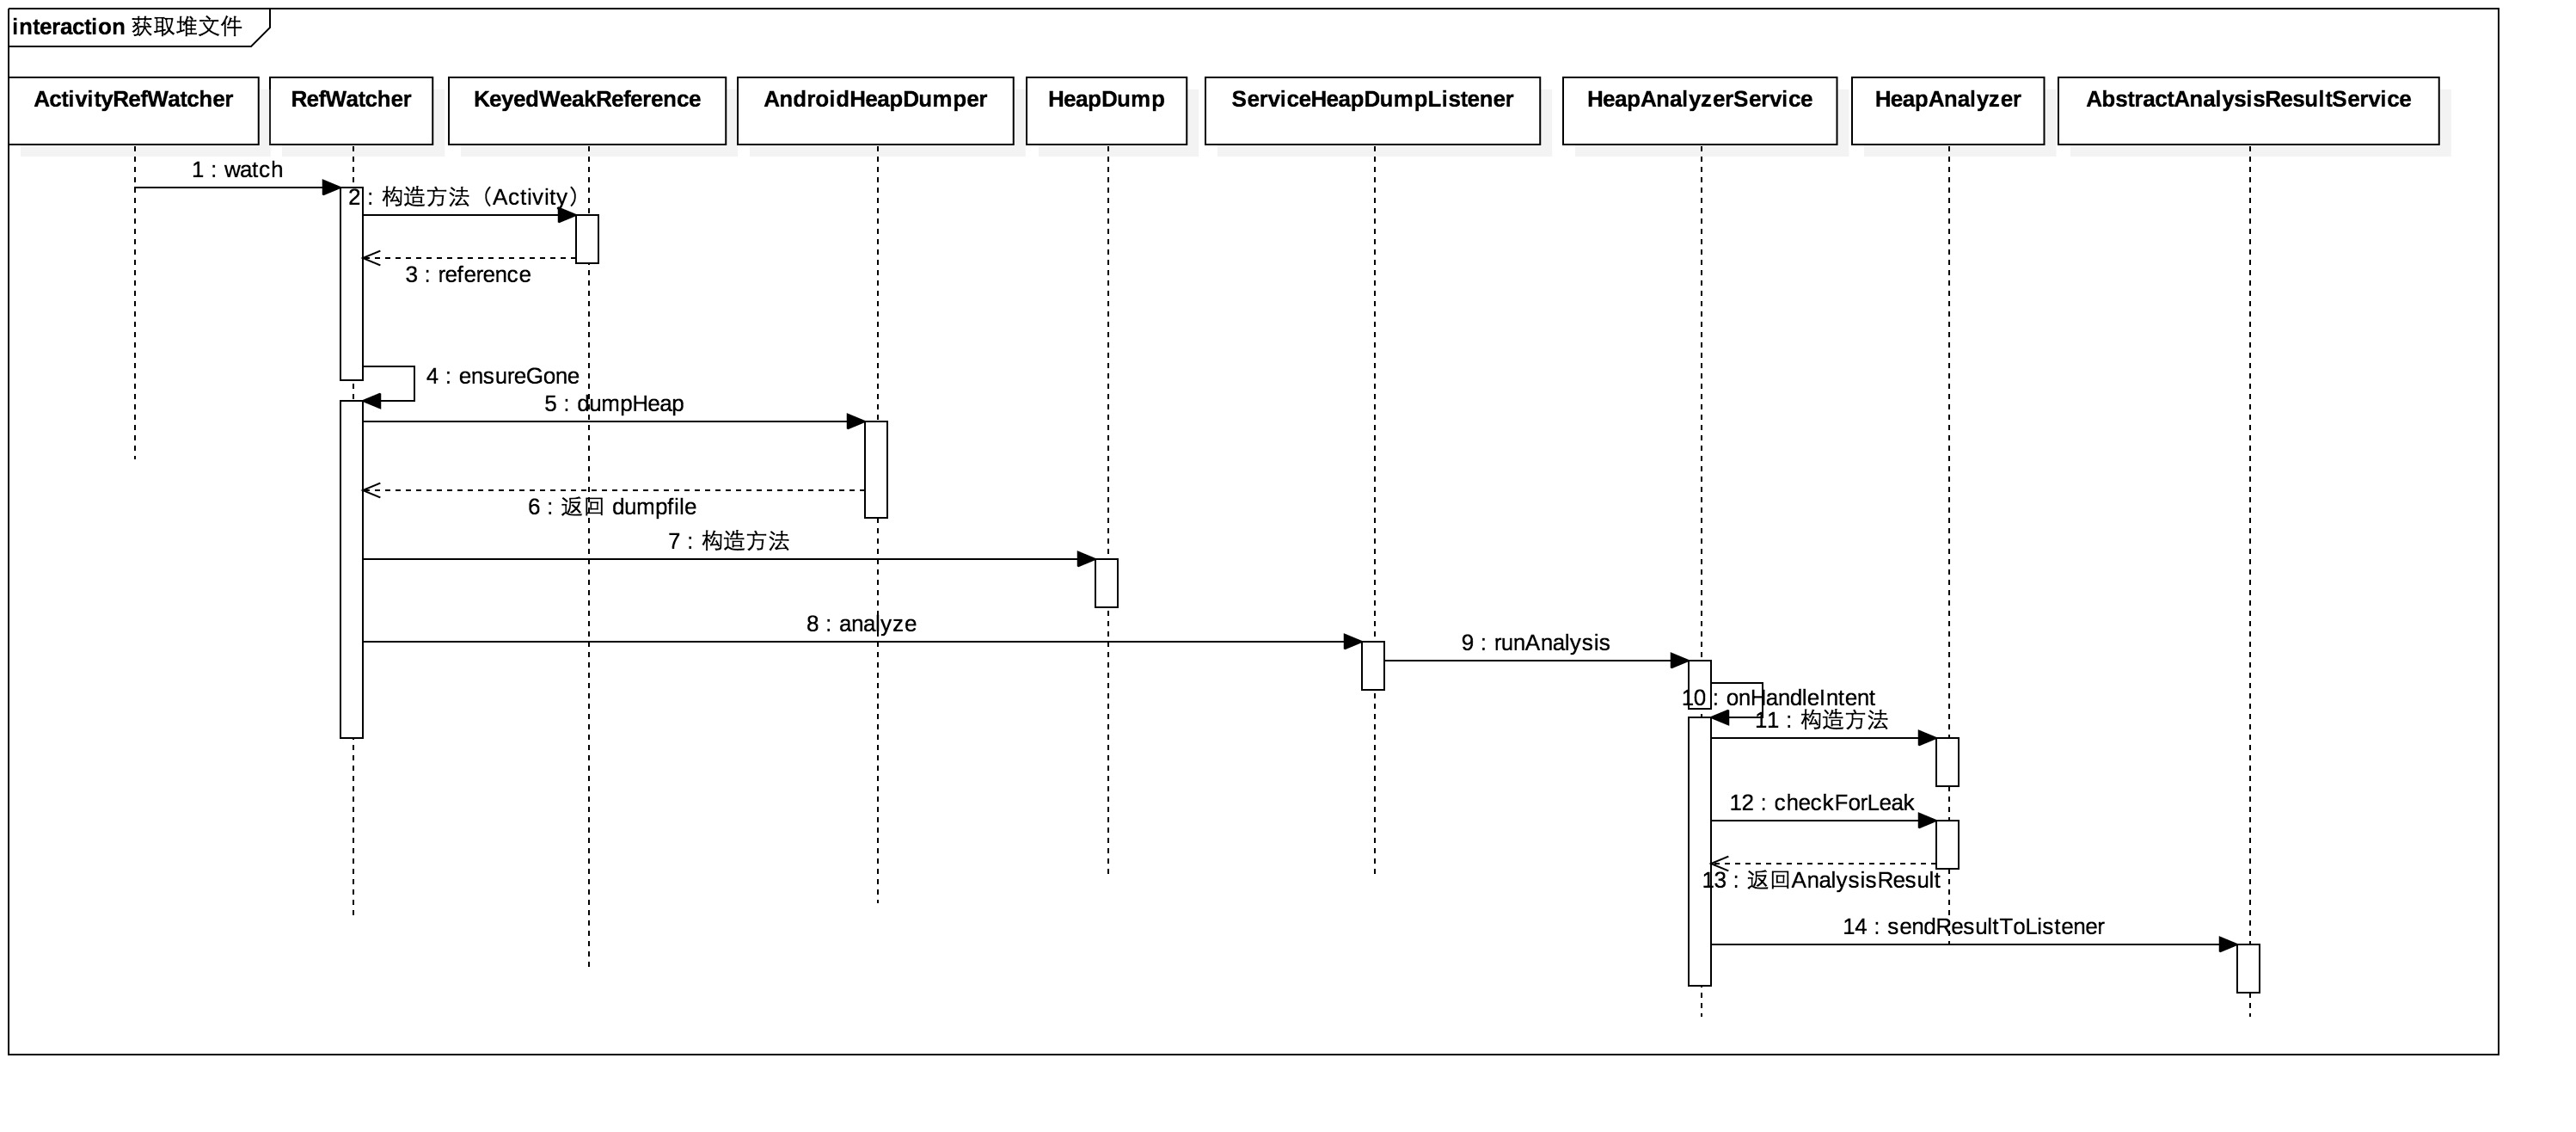 interaction 获取堆文件
ActivityRefWatcher
RefWatcher
KeyedWeakReference
AndroidHeapDumper
HeapDump
ServiceHeapDumpListener
HeapAnalyzerService
HeapAnalyzer
AbstractAnalysisResultService
1 : watch
2 : 构造方法（Activity）
3 : reference
4 : ensureGone
5 : dumpHeap
6 : 返回 dumpfile
7 : 构造方法
8 : analyze
9 : runAnalysis
10 : onHandleIntent
11 : 构造方法
12 : checkForLeak
13 : 返回AnalysisResult
14 : sendResultToListener